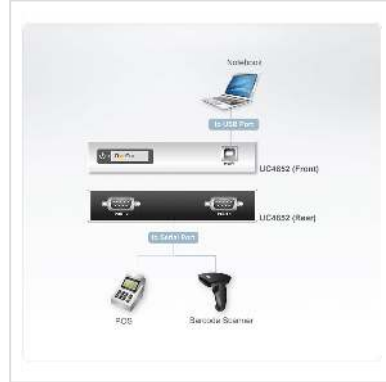 Notebook
to USB Port
UC4852 (Front)
UC4852 (Rear)
to Serial Port
POS
Barcode Scanner